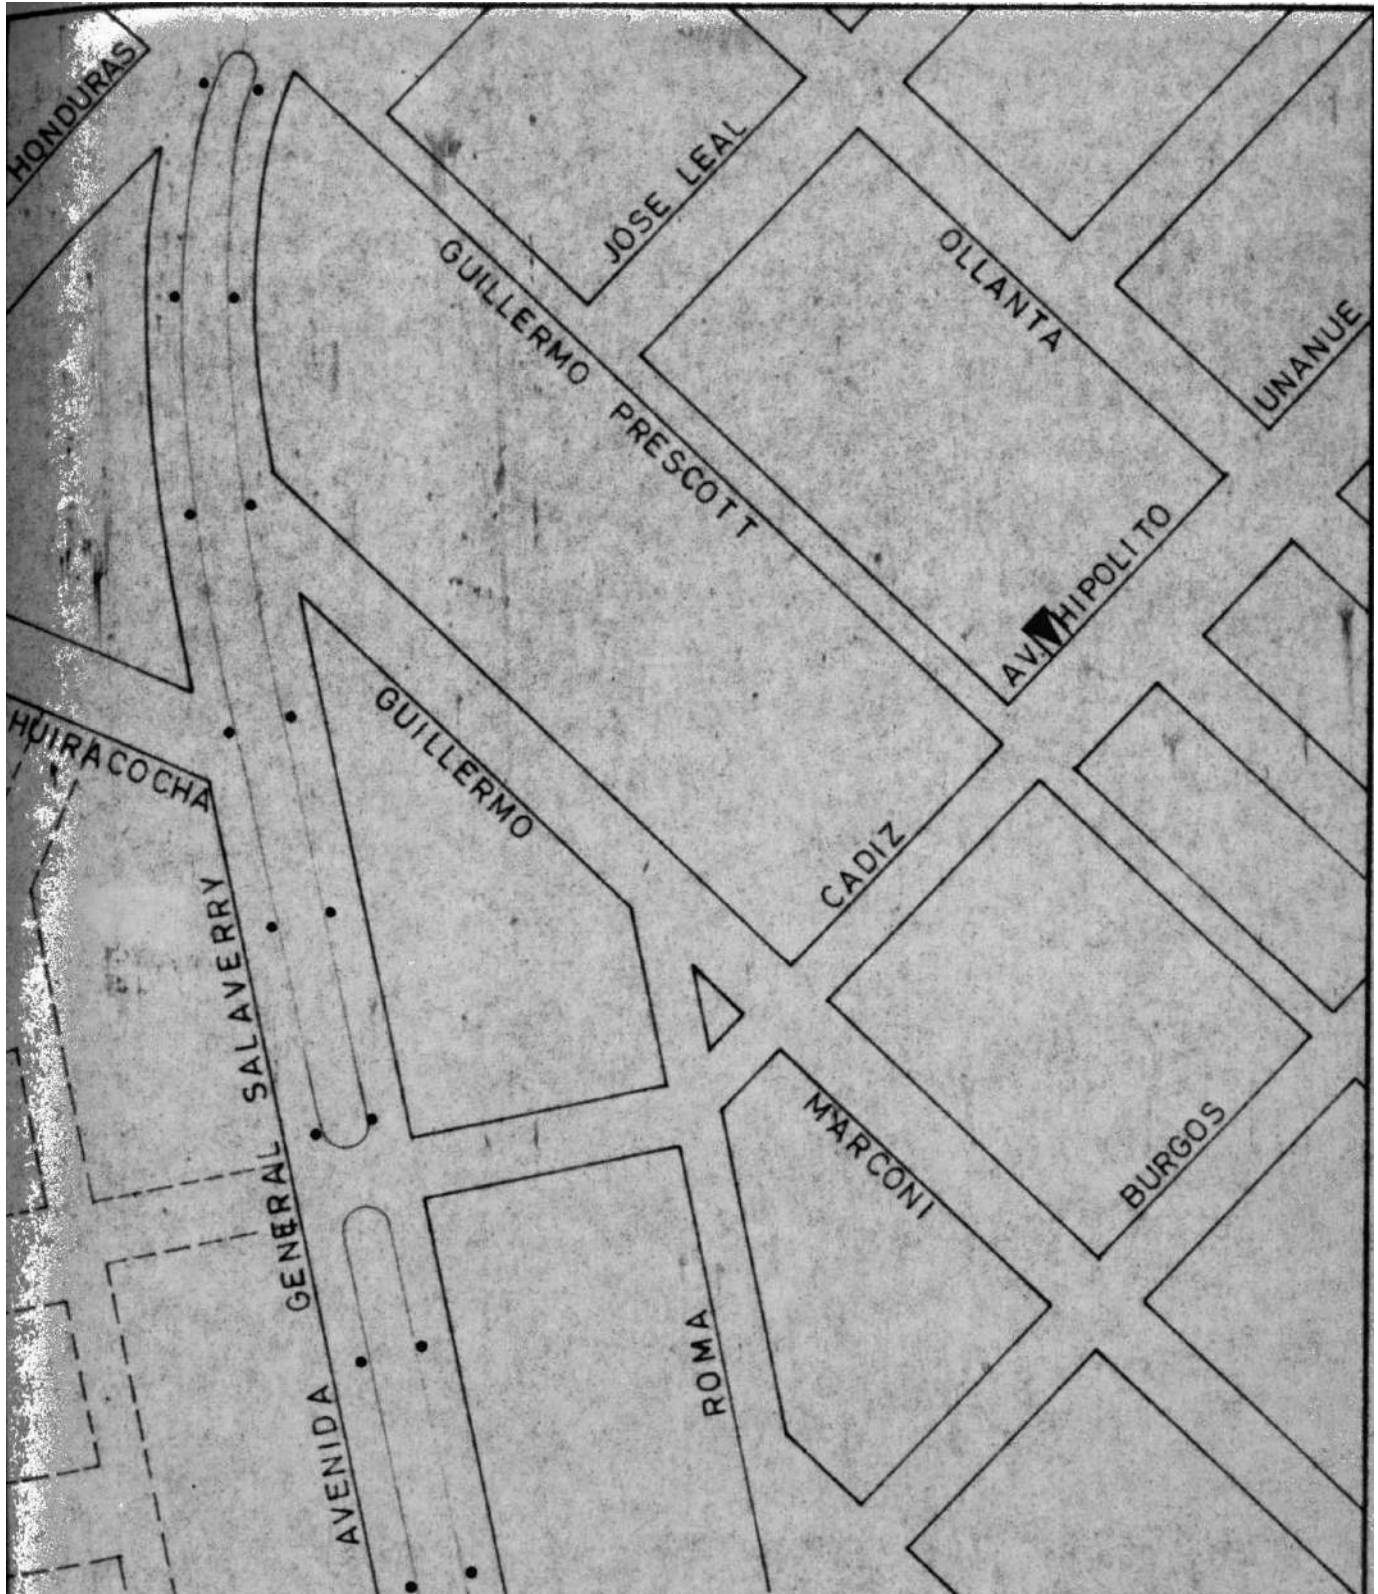 HONDURAS
JOSE LEAL
GUILLERMO PRESCOTT
OLLANTA
UNANUE
AV. HIPOLITO
HUIRACOCHA
GUILLERMO
CADIZ
MARCONI
BURGOS
AVENIDA GENERAL SALAVERRY
ROMA